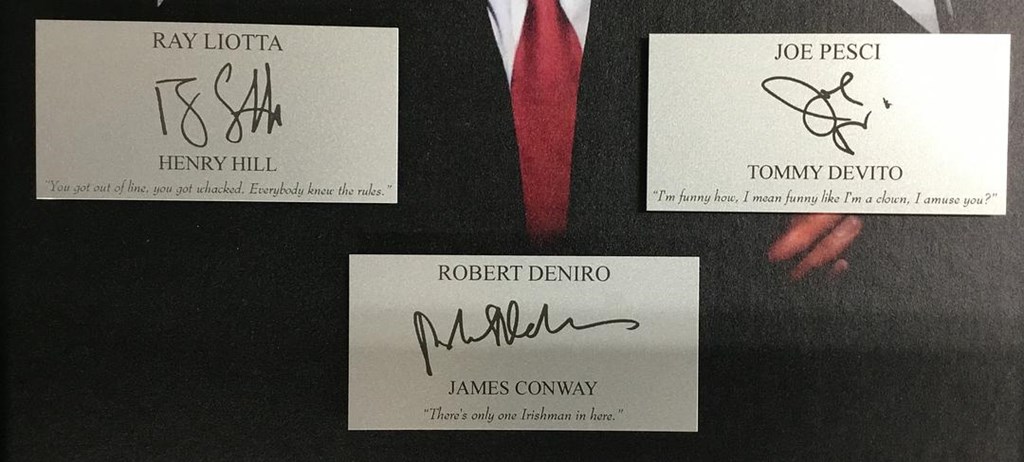 RAY LIOTTA
HENRY HILL
"You got out of line, you got whacked. Everybody knew the rules."
JOE PESCI
TOMMY DEVITO
"I'm funny how, I mean funny like I'm a clown, I amuse you?"
ROBERT DENIRO
JAMES CONWAY
"There's only one Irishman in here."